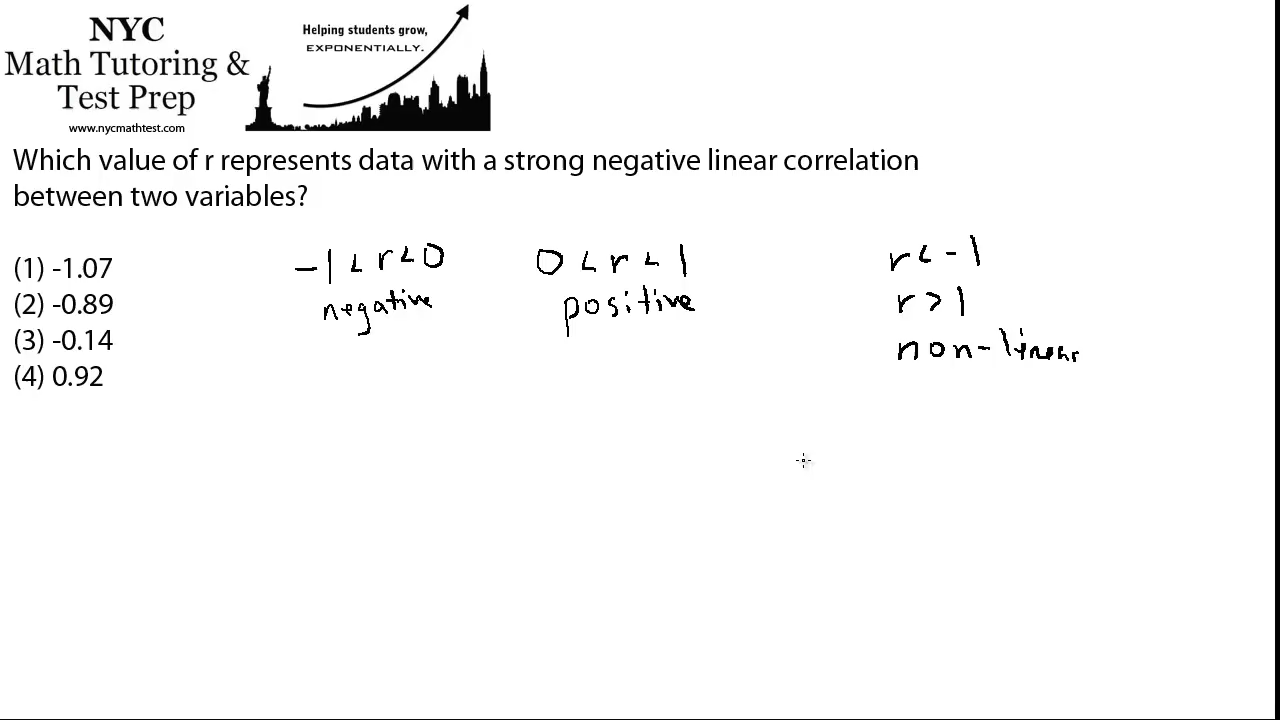 NYC
Math Tutoring &
Test Prep
www.nycmathtest.com
Helping students grow,
EXPONENTIALLY.
Which value of r represents data with a strong negative linear correlation
between two variables?
(1) -1.07
(2) -0.89
(3) -0.14
(4) 0.92
-1 < r < 0
negative
0 < r < 1
positive
r < -1
r > 1
non-linear